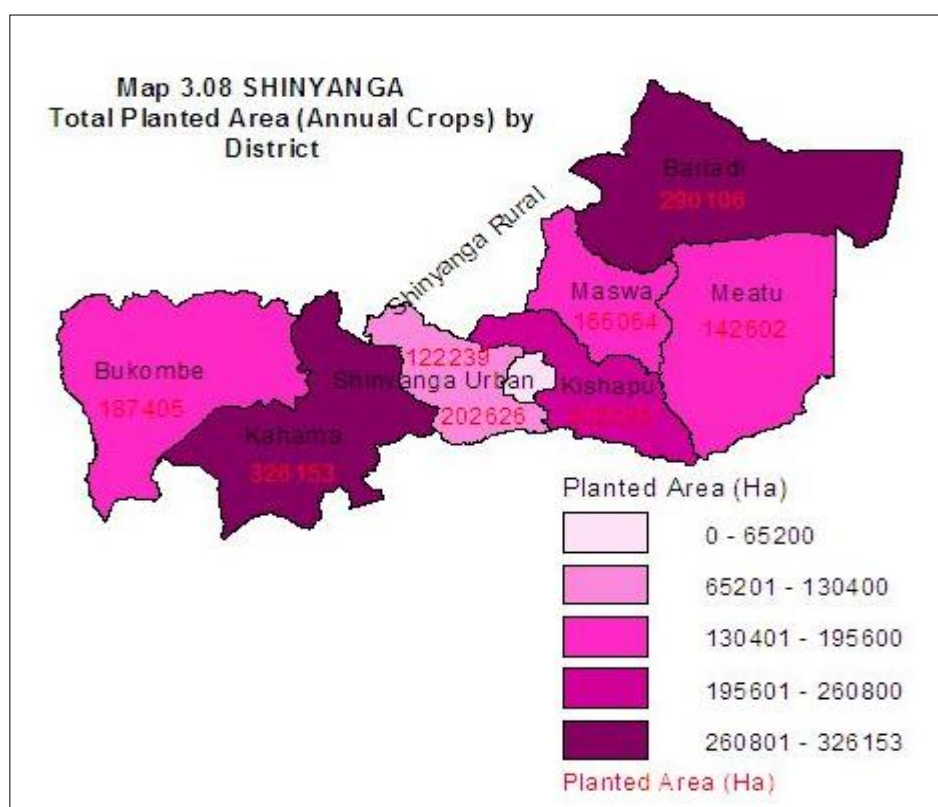 Map 3.08 SHINYANGA
Total Planted Area (Annual Crops) by
District
Bariadi
290106
Shinyanga Rural
Maswa
Meatu
142602
122239
Bukombe
187405
Shinyanga Urban
Kishapu
202626
Kahama
326153
Planted Area (Ha)
0 - 65200
65201 - 130400
130401 - 195600
195601 - 260800
260801 - 326153
Planted Area (Ha)